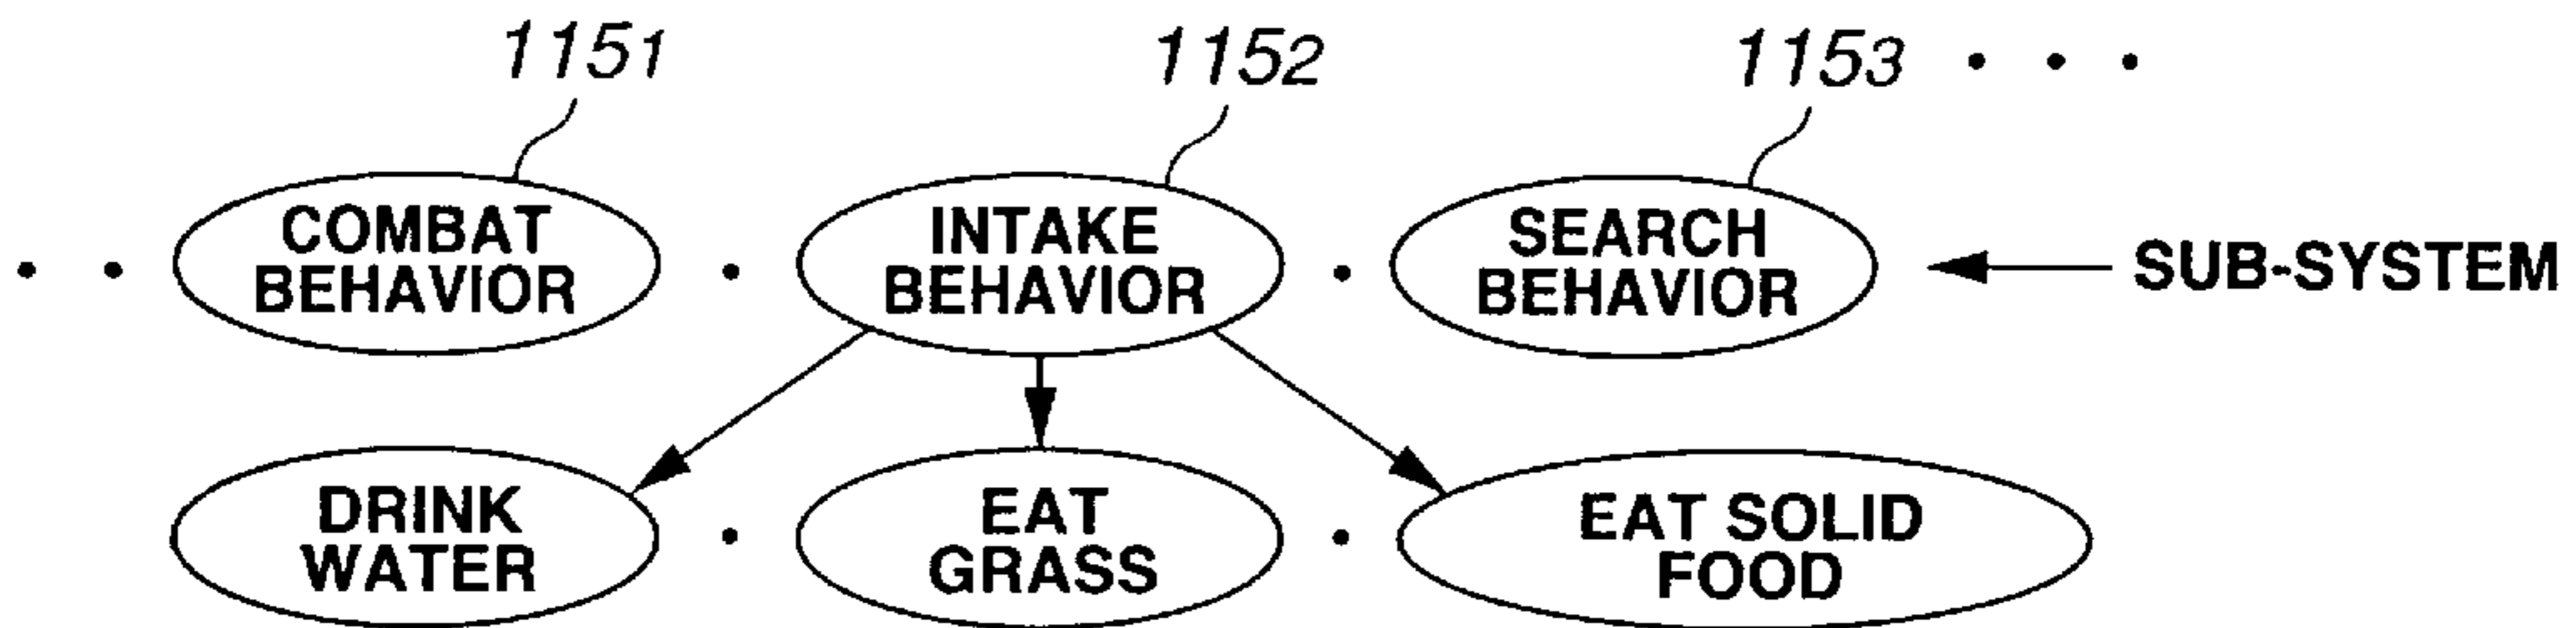 1151 1152 1153 . . .
COMBAT BEHAVIOR
INTAKE BEHAVIOR
SEARCH BEHAVIOR
SUB-SYSTEM
DRINK WATER
EAT GRASS
EAT SOLID FOOD